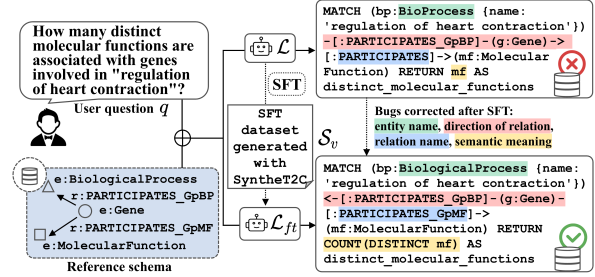 How many distinct
molecular functions are
associated with genes
involved in "regulation
of heart contraction"?
User question q
e:BiologicalProcess
r:PARTICIPATES_GpBP
e:Gene
r:PARTICIPATES_GpMF
e:MolecularFunction
Reference schema
L
SFT
SFT
dataset
generated
with
SyntheT2C
S_v
L_ft
MATCH (bp:BioProcess {name:
'regulation of heart contraction'})
-[:PARTICIPATES_GpBP]-(g:Gene)->
[:PARTICIPATES]->(mf:Molecular
Function) RETURN mf AS
distinct_molecular_functions
Bugs corrected after SFT:
entity name, direction of relation,
relation name, semantic meaning
MATCH (bp:BiologicalProcess {name:
'regulation of heart contraction'})
<-[:PARTICIPATES_GpBP]-(g:Gene)-
[:PARTICIPATES_GpMF]->
(mf:MolecularFunction) RETURN
COUNT(DISTINCT mf) AS
distinct_molecular_functions